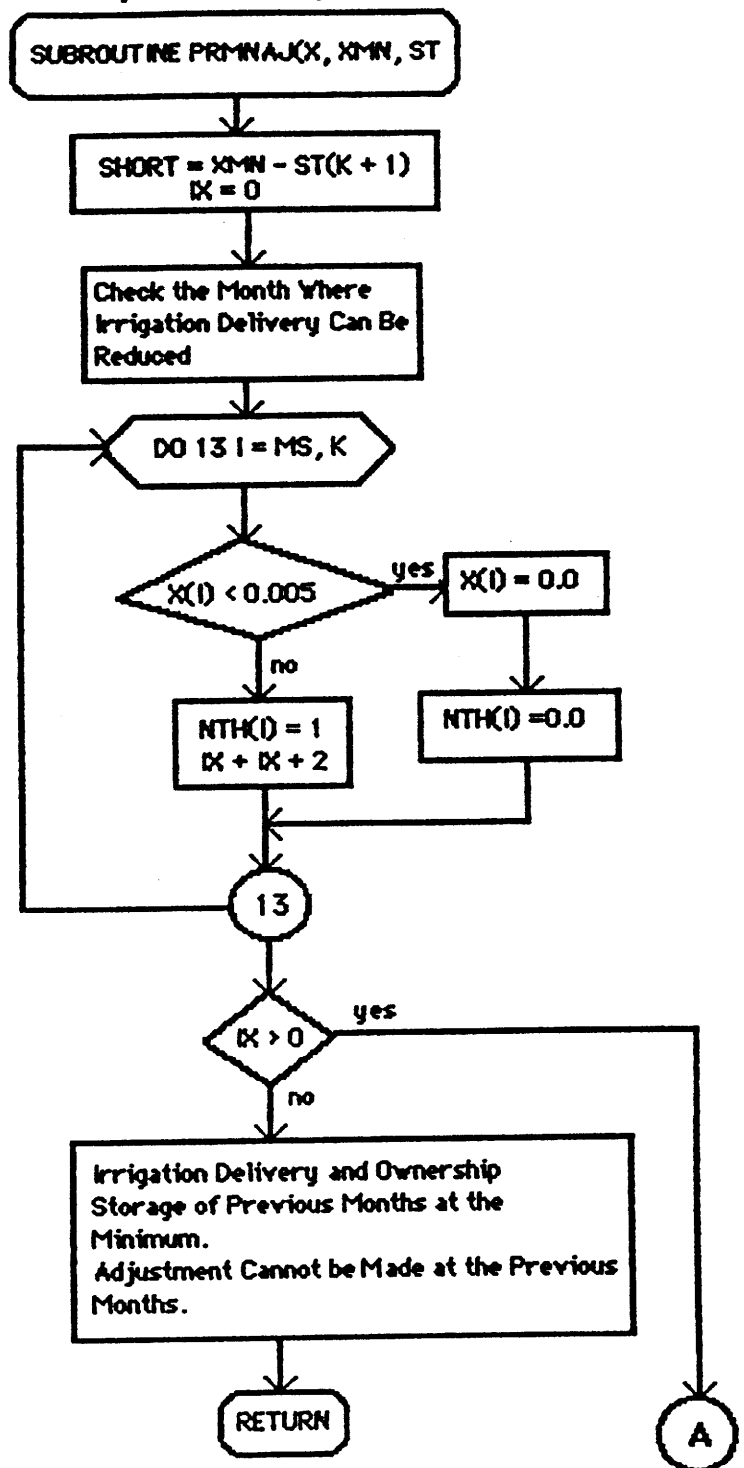 SUBROUTINE PRMNAJ(X, XMN, ST
SHORT = XMN - ST(K + 1)
IX = 0
Check the Month Where
Irrigation Delivery Can Be
Reduced
DO 13 I = MS, K
X(I) < 0.005
yes
X(I) = 0.0
no
NTH(I) = 1
IX + IX + 2
NTH(I) =0.0
13
IX > 0
yes
no
Irrigation Delivery and Ownership
Storage of Previous Months at the
Minimum.
Adjustment Cannot be Made at the Previous
Months.
RETURN
A